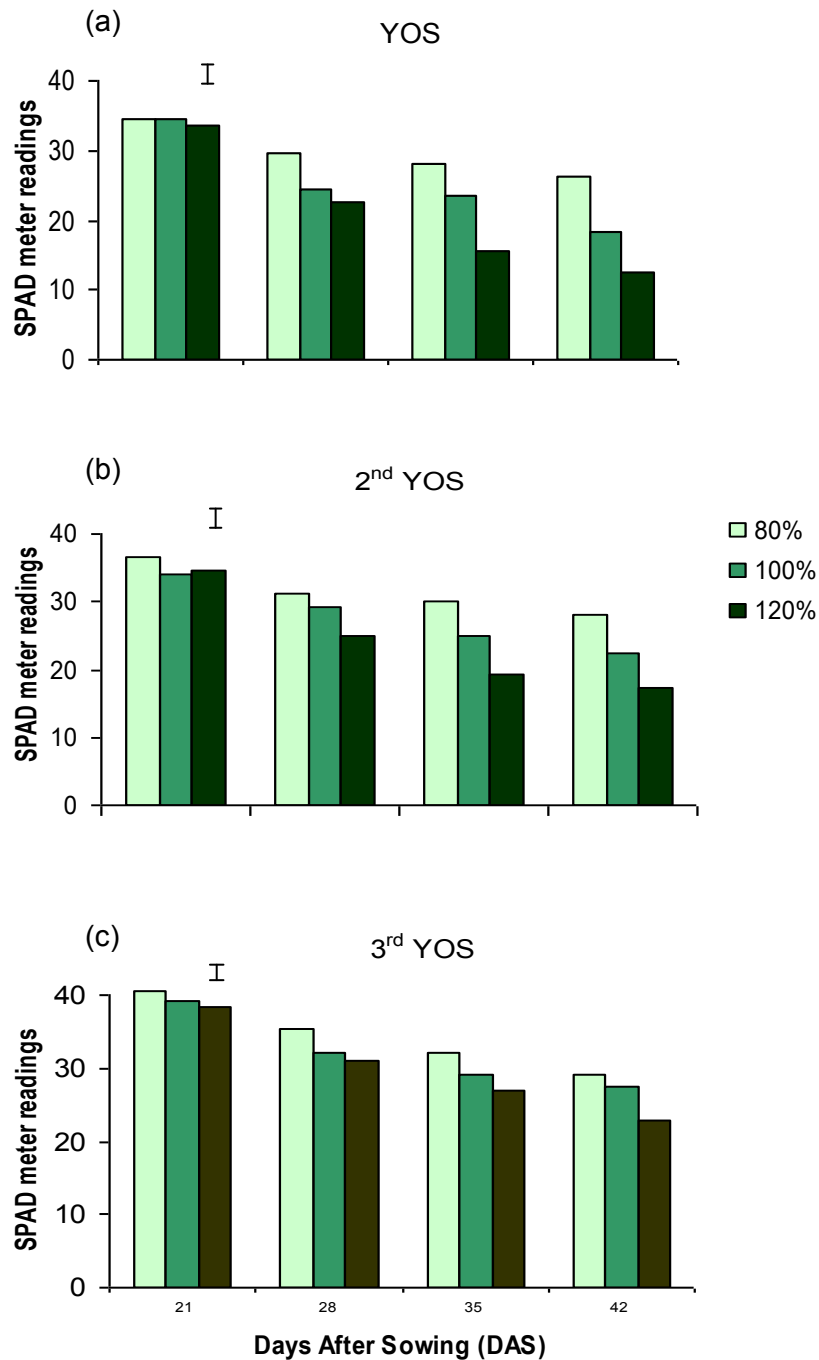 (a)
YOS
40
30
20
10
0
SPAD meter readings
(b)
2nd YOS
40
30
20
10
0
SPAD meter readings
80%
100%
120%
(c)
3rd YOS
40
30
20
10
0
SPAD meter readings
21 28 35 42
Days After Sowing (DAS)